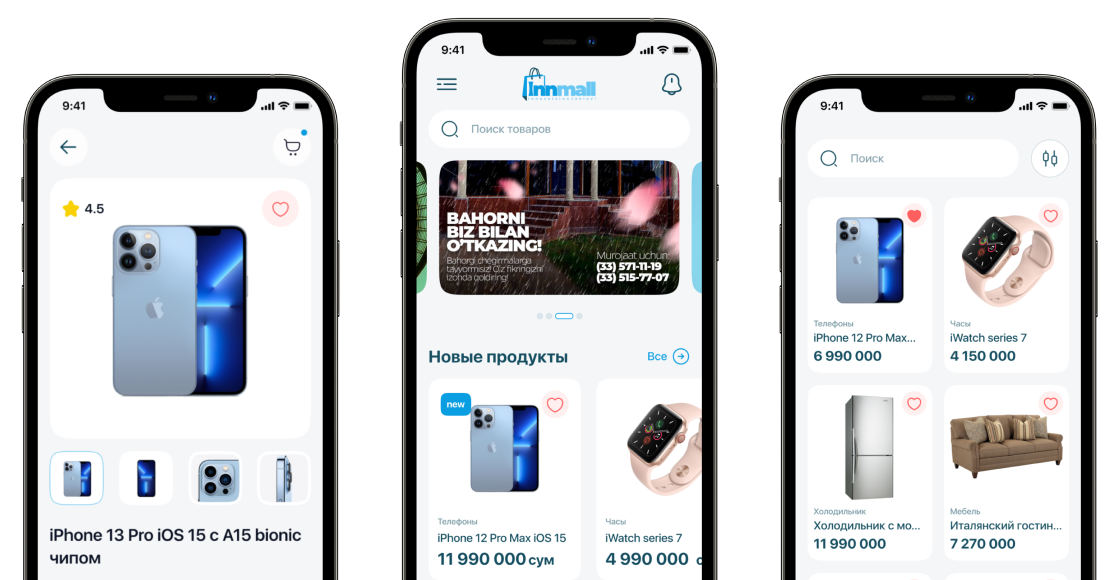 9:41
4.5
iPhone 13 Pro iOS 15 с A15 bionic
чипом
9:41
innmall
Поиск товаров
BAHORNI
BIZ BILAN
O'TKAZING!
Bahorgi chegirmalarga
tayyormisiz! O'z fikringizni
izohda qoldiring!
Murojaat uchun:
(33) 571-11-19
(33) 515-77-07
Новые продукты
Все
new
Телефоны
iPhone 12 Pro Max iOS 15
11 990 000 сум
Часы
iWatch series 7
4 990 000 с
9:41
Поиск
Телефоны
iPhone 12 Pro Max...
6 990 000
Часы
iWatch series 7
4 150 000
Холодильник
Холодильник с мо...
11 990 000
Мебель
Италянский гостин...
7 270 000